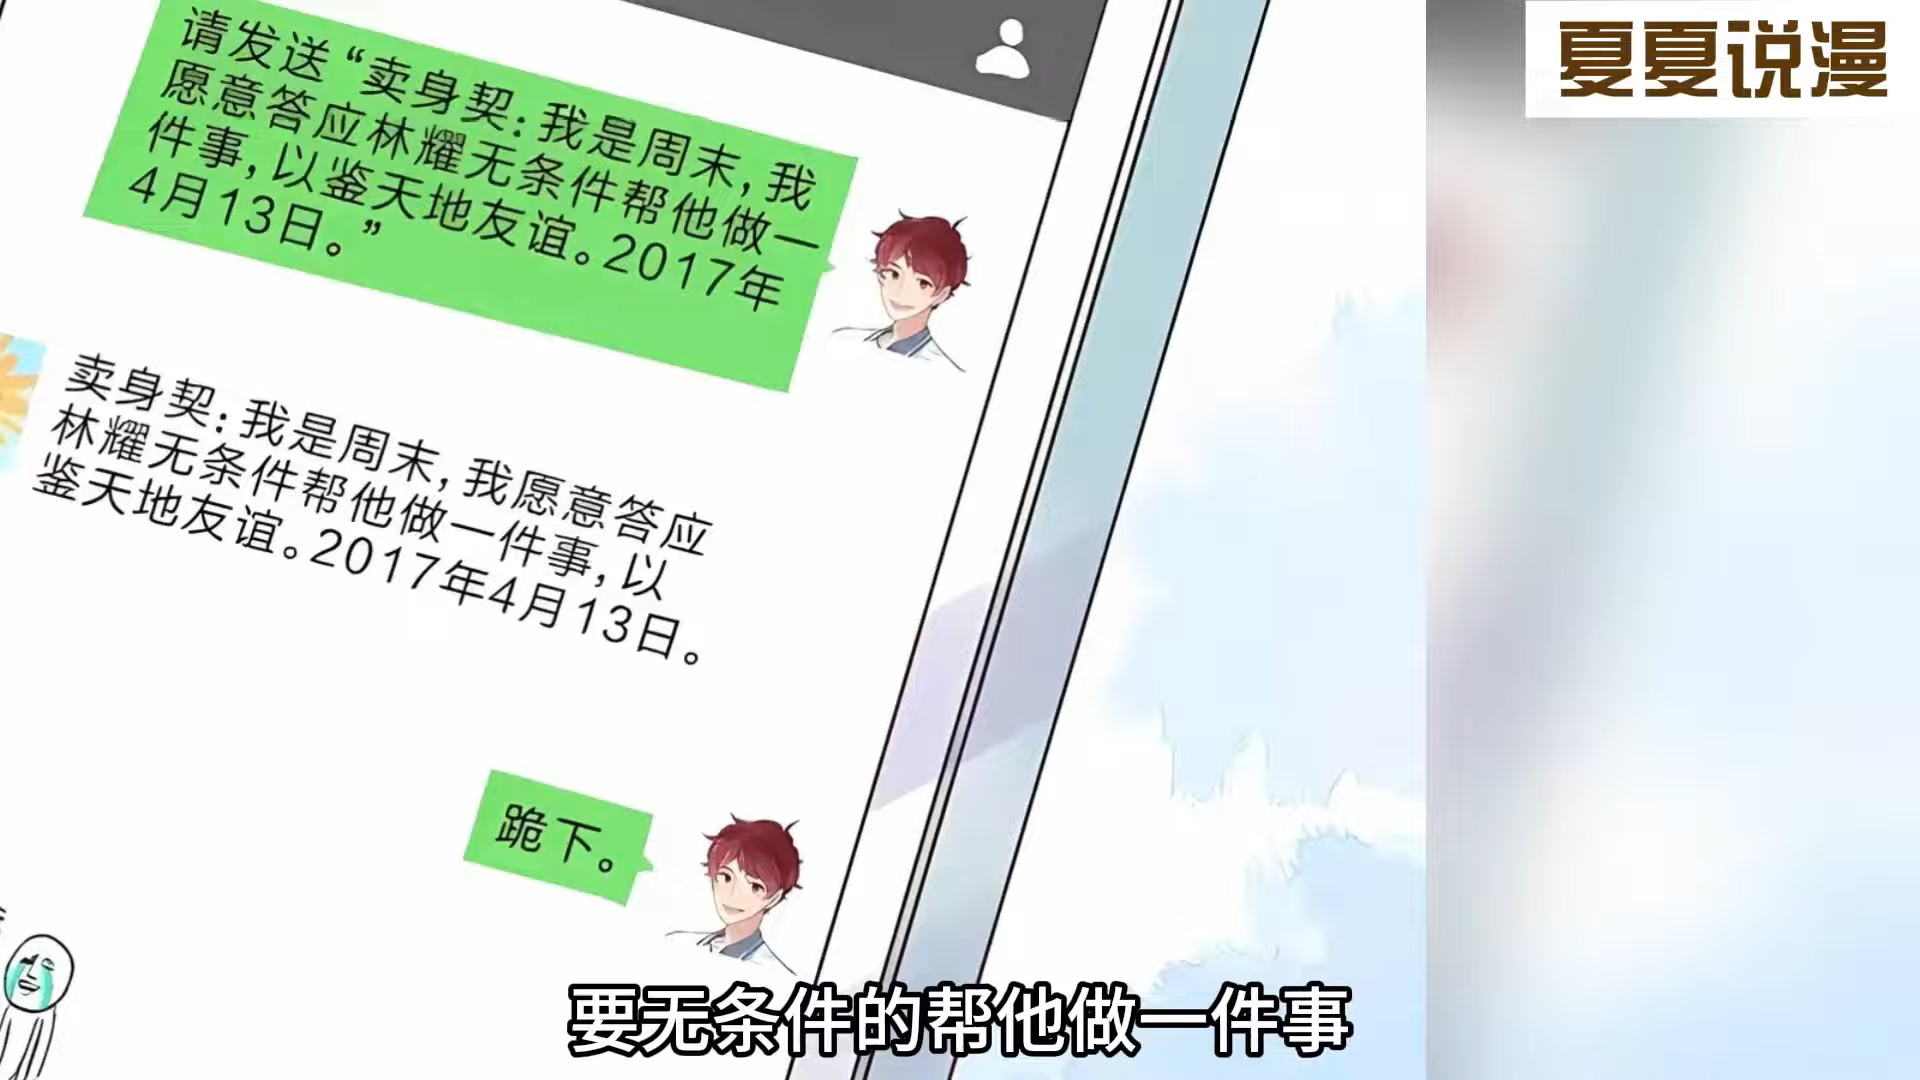 夏夏说漫
请发送“卖身契：我是周末，我
愿意答应林耀无条件帮他做一
件事，以鉴天地友谊。2017年
4月13日。”
卖身契：我是周末，我愿意答应
林耀无条件帮他做一件事，以
鉴天地友谊。2017年4月13日。
跪下。
要无条件的帮他做一件事